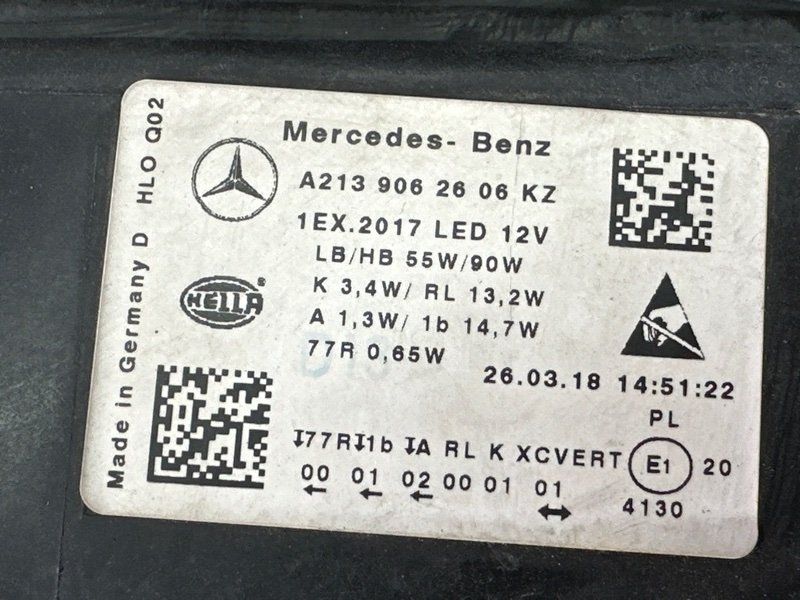 Mercedes- Benz
A213 906 26 06 KZ
1EX.2017 LED 12V
LB/HB 55W/90W
K 3,4W/ RL 13,2W
A 1,3W/ 1b 14,7W
77R 0,65W
26.03.18 14:51:22
PL
HELLA
Made in Germany D HLO Q02
77R 1b A RL K XCVERT
00 01 02 00 01 01
E1 20
4130